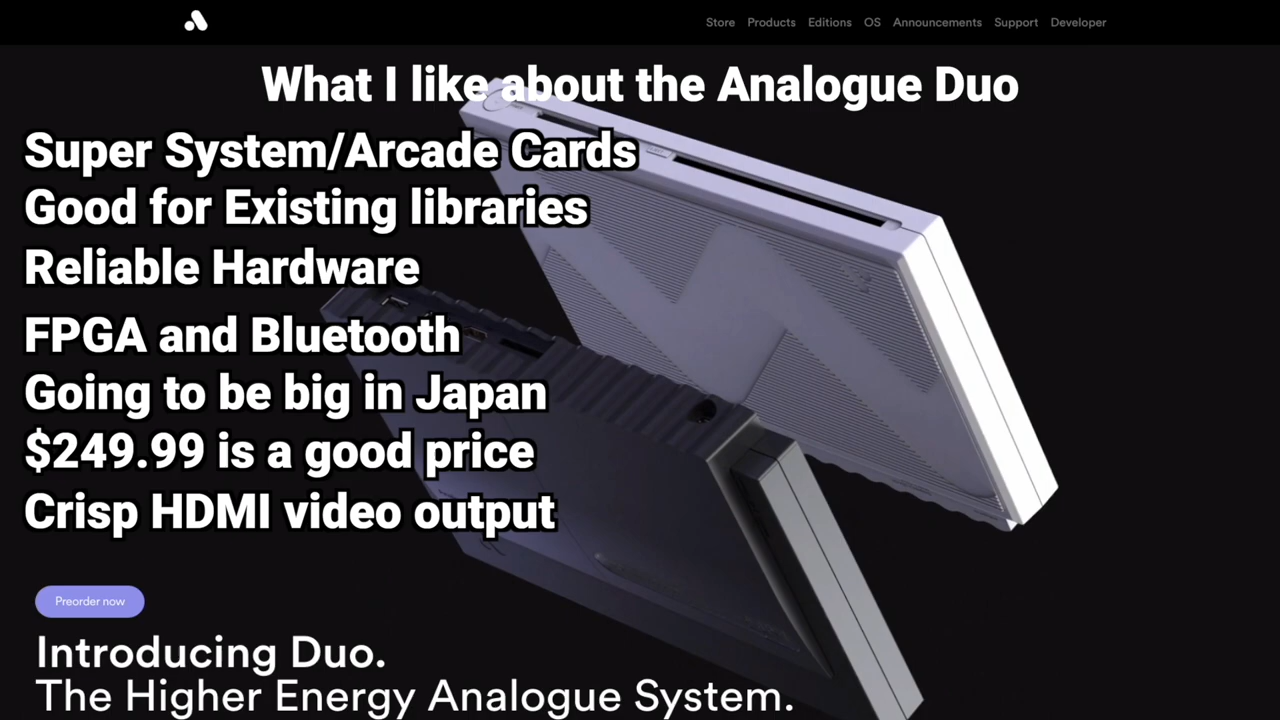 Store Products Editions OS Announcements Support Developer
What I like about the Analogue Duo
Super System/Arcade Cards
Good for Existing libraries
Reliable Hardware
FPGA and Bluetooth
Going to be big in Japan
$249.99 is a good price
Crisp HDMI video output
Preorder now
Introducing Duo.
The Higher Energy Analogue System.